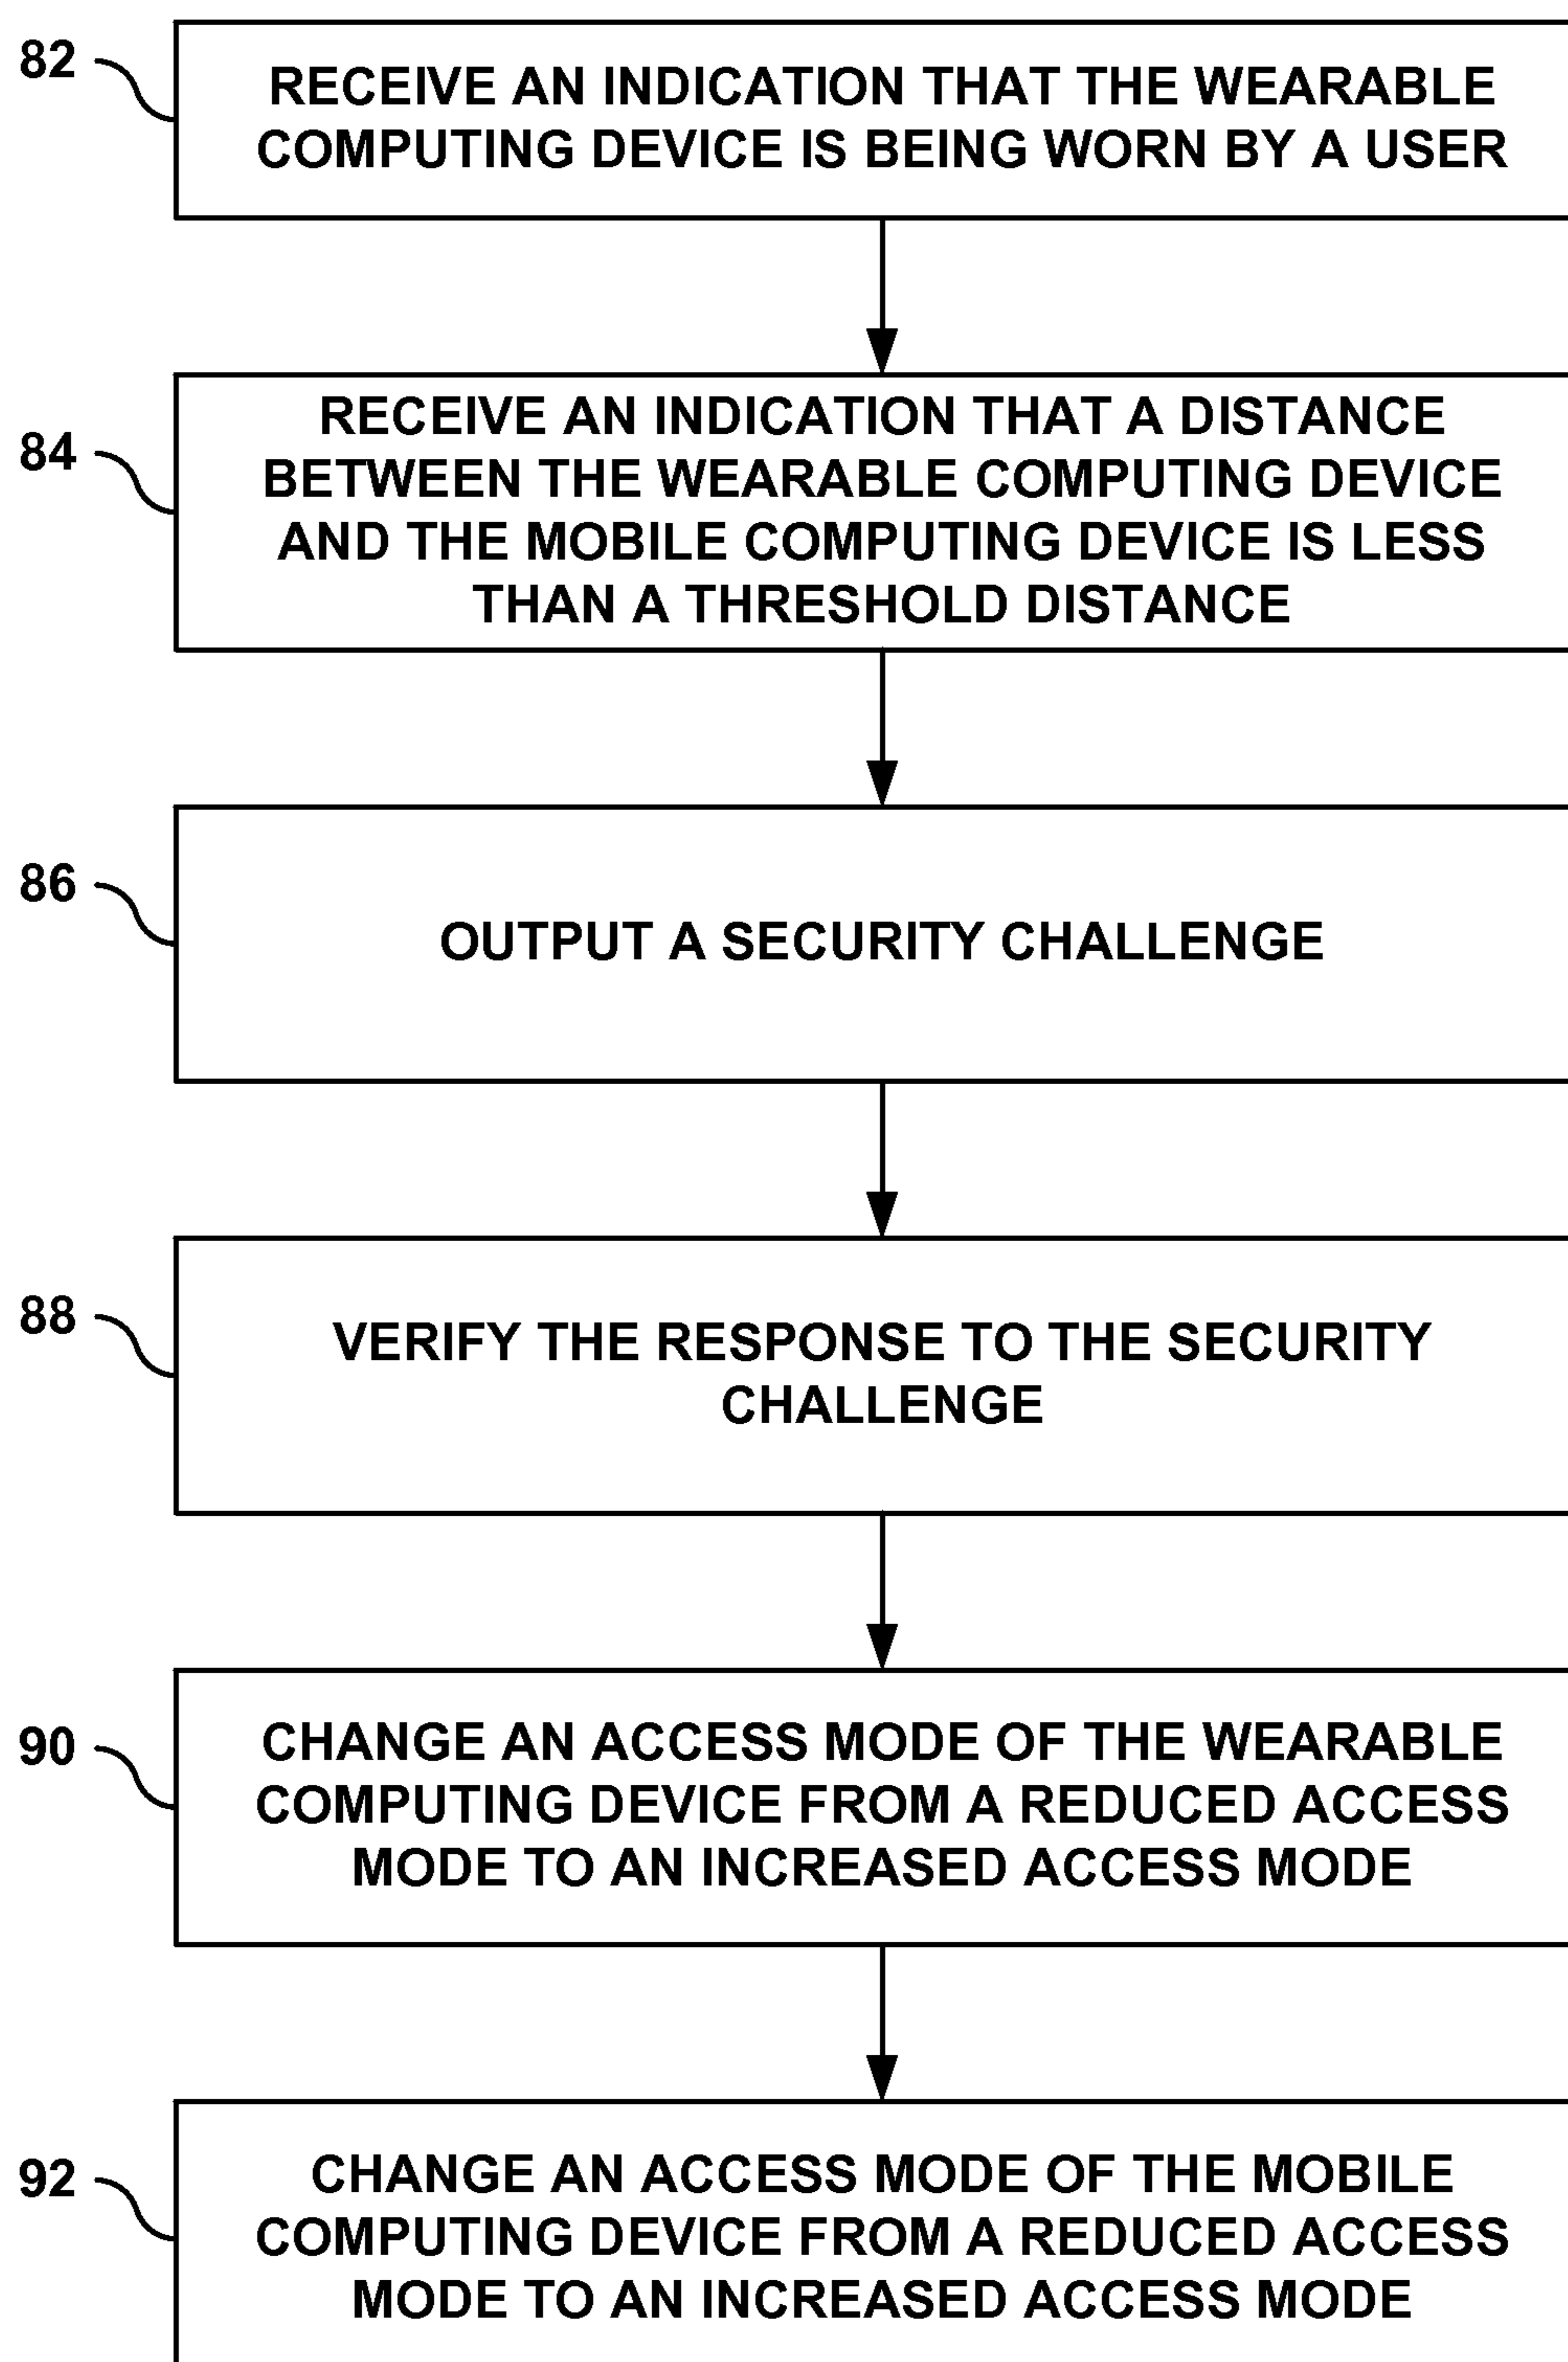 82
RECEIVE AN INDICATION THAT THE WEARABLE
COMPUTING DEVICE IS BEING WORN BY A USER
84
RECEIVE AN INDICATION THAT A DISTANCE
BETWEEN THE WEARABLE COMPUTING DEVICE
AND THE MOBILE COMPUTING DEVICE IS LESS
THAN A THRESHOLD DISTANCE
86
OUTPUT A SECURITY CHALLENGE
88
VERIFY THE RESPONSE TO THE SECURITY
CHALLENGE
90
CHANGE AN ACCESS MODE OF THE WEARABLE
COMPUTING DEVICE FROM A REDUCED ACCESS
MODE TO AN INCREASED ACCESS MODE
92
CHANGE AN ACCESS MODE OF THE MOBILE
COMPUTING DEVICE FROM A REDUCED ACCESS
MODE TO AN INCREASED ACCESS MODE